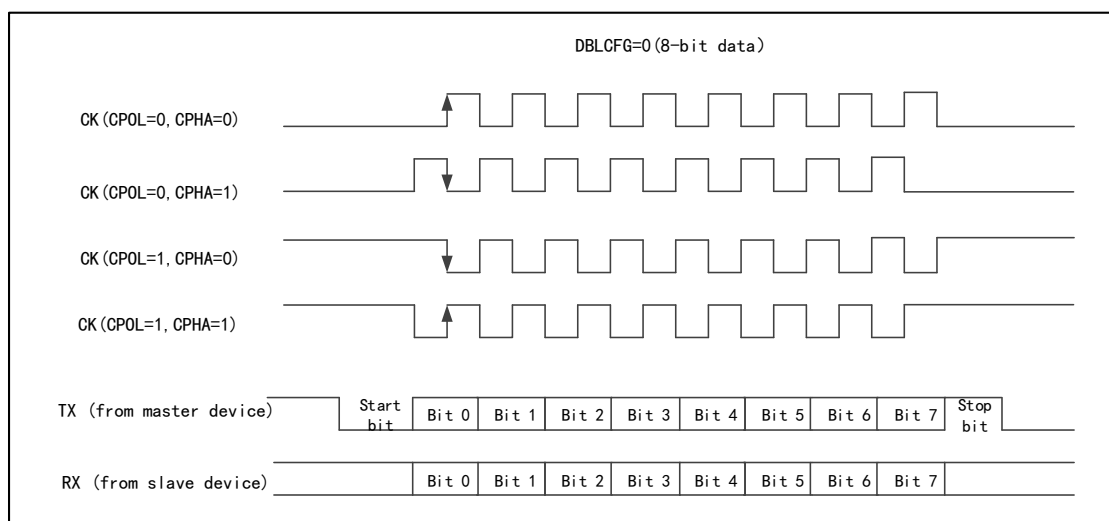 DBLCFG=0(8-bit data)
CK(CPOL=0,CPHA=0)
CK(CPOL=0,CPHA=1)
CK(CPOL=1,CPHA=0)
CK(CPOL=1,CPHA=1)
TX (from master device) Start bit Bit 0 Bit 1 Bit 2 Bit 3 Bit 4 Bit 5 Bit 6 Bit 7 Stop bit
RX (from slave device) Bit 0 Bit 1 Bit 2 Bit 3 Bit 4 Bit 5 Bit 6 Bit 7